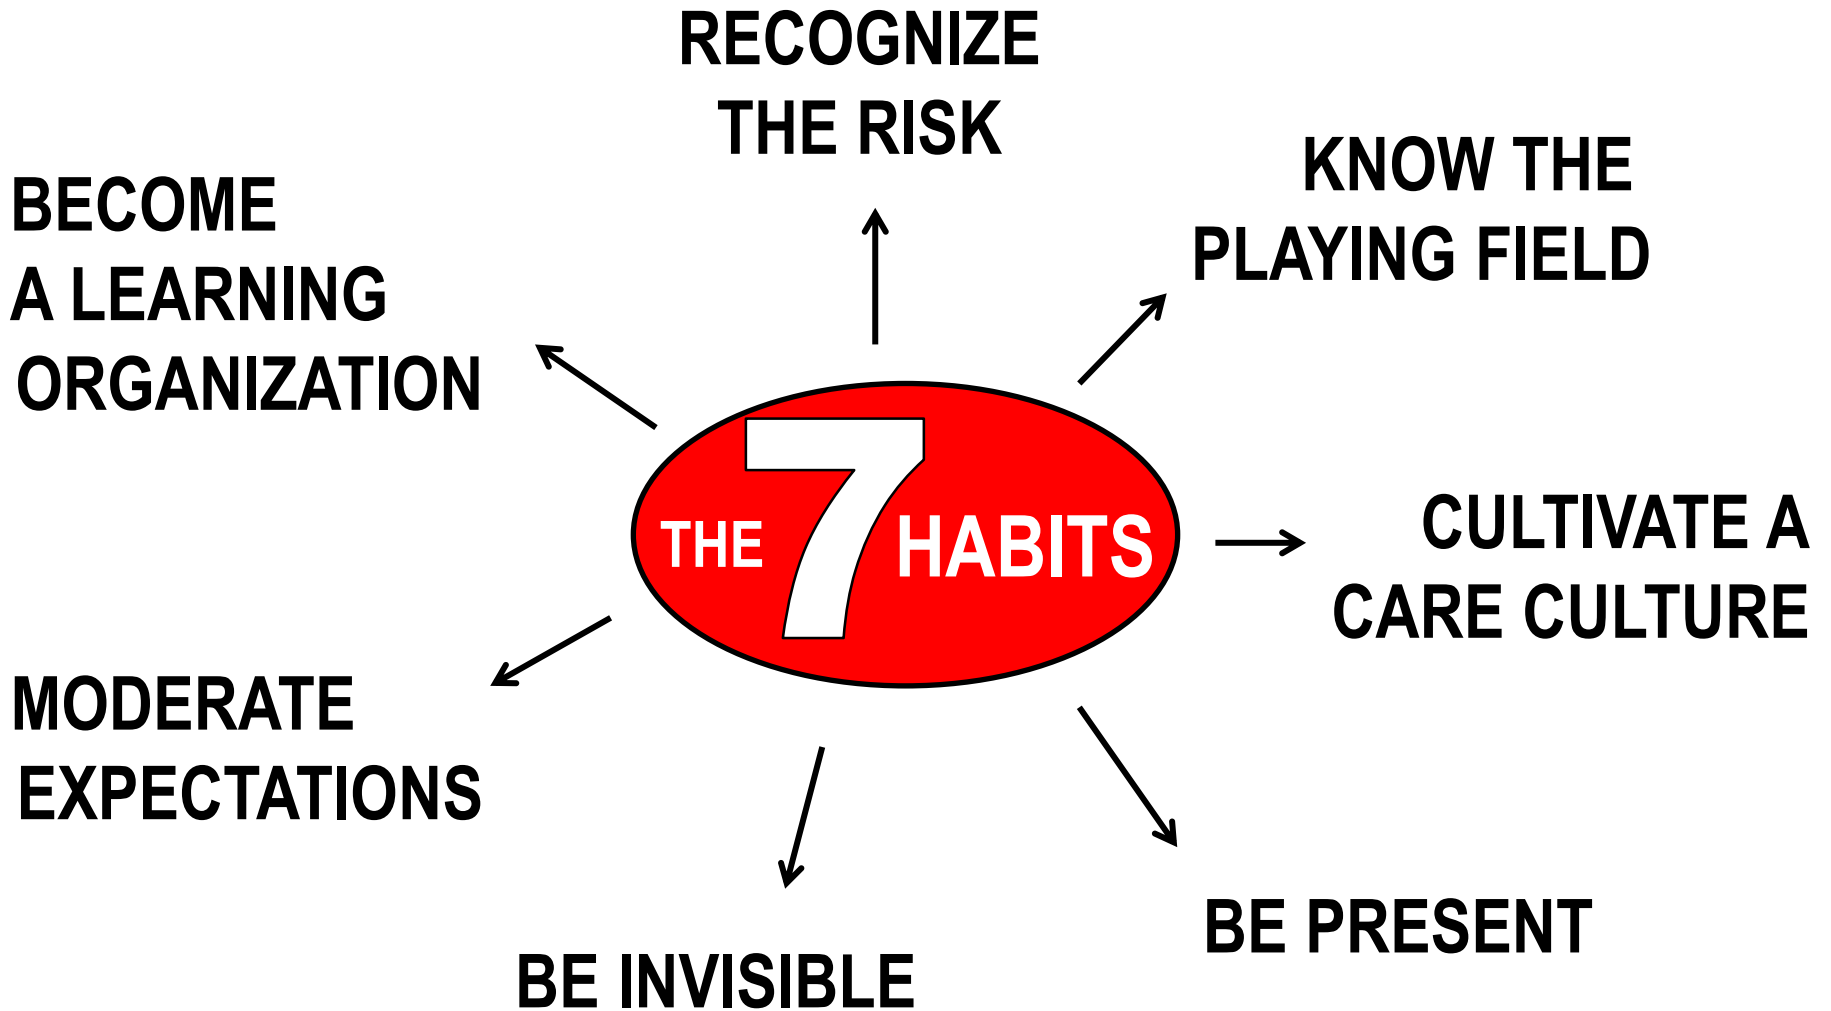 RECOGNIZE
THE RISK
KNOW THE
PLAYING FIELD
CULTIVATE A
CARE CULTURE
BE PRESENT
BE INVISIBLE
MODERATE
EXPECTATIONS
BECOME
A LEARNING
ORGANIZATION
THE 7 HABITS